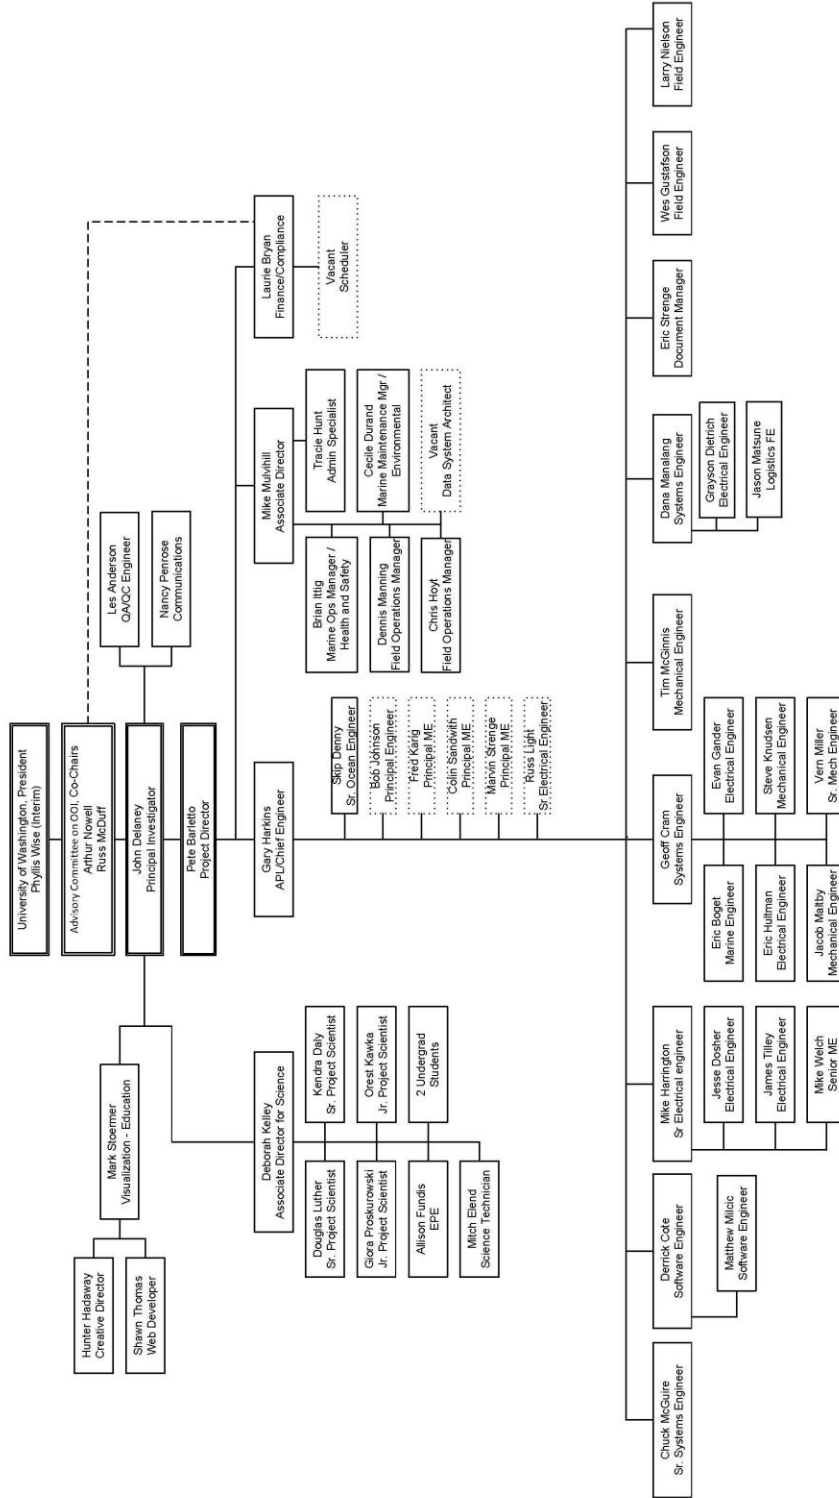 University of Washington, President
Phyllis Wise (Interim)
Advisory Committee on OOI, Co-Chairs
Arthur Nowell
Russ McDuff
John Delaney
Principal Investigator
Pete Barletto
Project Director
Mark Stoermer
Visualization - Education
Hunter Hadaway
Creative Director
Shawn Thomas
Web Developer
Les Anderson
QA/QC Engineer
Nancy Penrose
Communications
Deborah Kelley
Associate Director for Science
Douglas Luther
Sr. Project Scientist
Kendra Daly
Sr. Project Scientist
Giora Proskurowski
Jr. Project Scientist
Orest Kawka
Jr. Project Scientist
Allison Fundis
EPE
2 Undergrad
Students
Mitch Elend
Science Technician
Gary Harkins
APL/Chief Engineer
Skip Denny
Sr. Ocean Engineer
Bob Johnson
Principal Engineer
Fred Karig
Principal ME
Colin Sandwith
Principal ME
Marvin Strenge
Principal ME
Russ Light
Sr Electrical Engineer
Mike Mulvihill
Associate Director
Brian Ittig
Marine Ops Manager /
Health and Safety
Tracie Hunt
Admin Specialist
Dennis Manning
Field Operations Manager
Cecile Durand
Marine Maintenance Mgr /
Environmental
Chris Hoyt
Field Operations Manager
Vacant
Data System Architect
Laurie Bryan
Finance/Compliance
Vacant
Scheduler
Chuck McGuire
Sr. Systems Engineer
Derrick Cote
Software Engineer
Matthew Milcic
Software Engineer
Mike Harrington
Sr Electrical engineer
Jesse Dosher
Electrical Engineer
James Tilley
Electrical Engineer
Mike Welch
Senior ME
Geoff Cram
Systems Engineer
Eric Boget
Marine Engineer
Evan Gander
Electrical Engineer
Eric Hultman
Electrical Engineer
Steve Knudsen
Mechanical Engineer
Jacob Maltby
Mechanical Engineer
Vern Miller
Sr. Mech Engineer
Tim McGinnis
Mechanical Engineer
Dana Manalang
Systems Engineer
Grayson Dietrich
Electrical Engineer
Jason Matsune
Logistics FE
Eric Strenge
Document Manager
Wes Gustafson
Field Engineer
Larry Nielson
Field Engineer